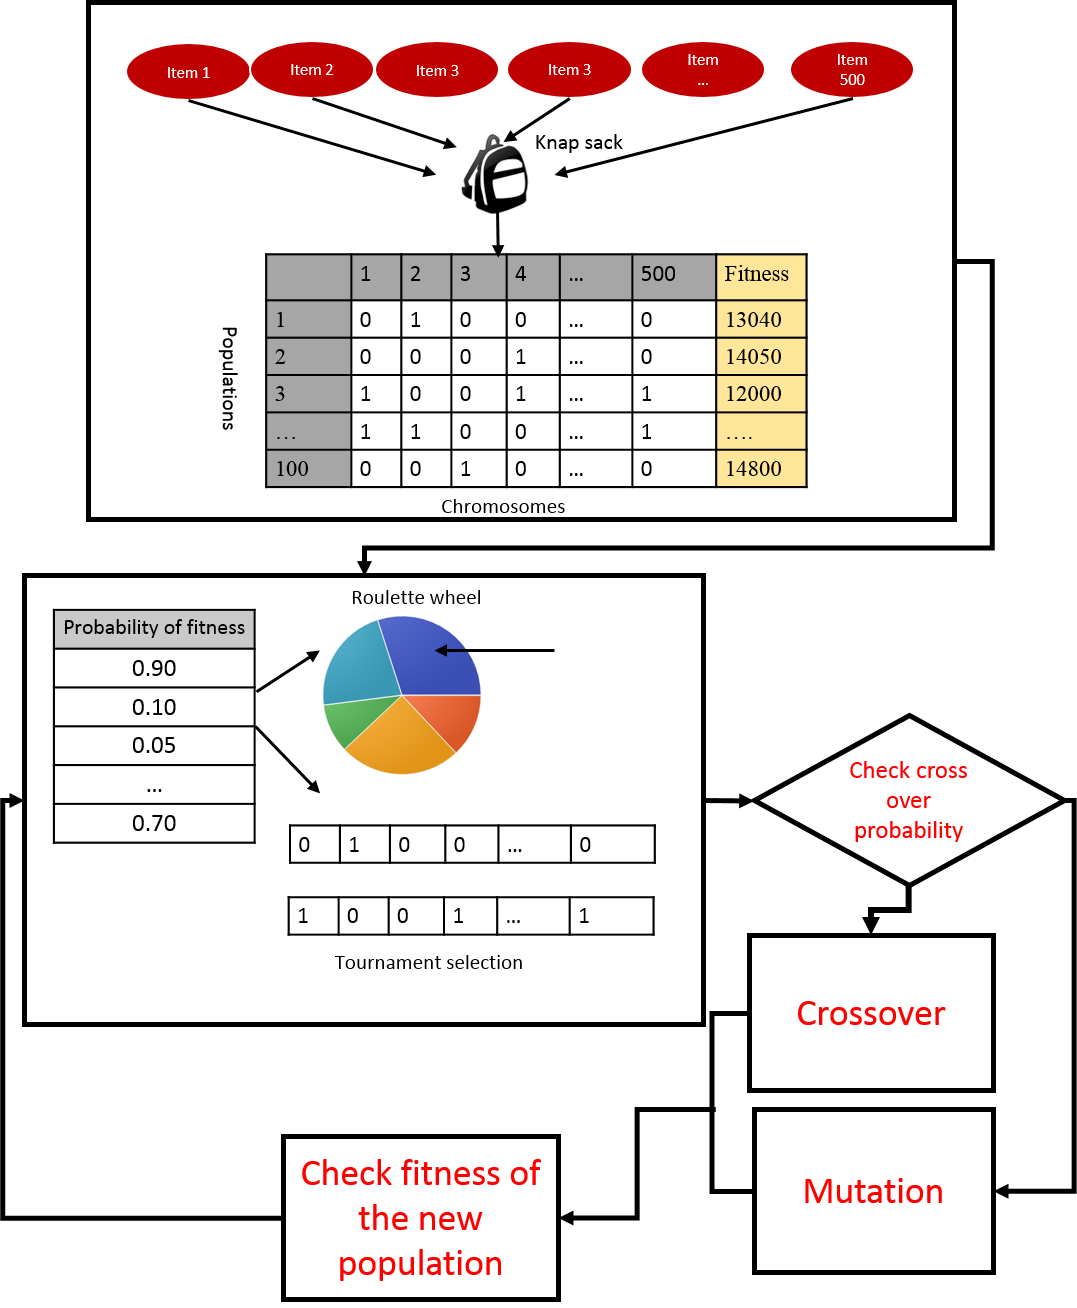 Item 1
Item 2
Item 3
Item 3
Item
...
Item
500
Knap sack
1 2 3 4 ... 500 Fitness
1 0 1 0 0 ... 0 13040
2 0 0 0 1 ... 0 14050
3 1 0 0 1 ... 1 12000
... 1 1 0 0 ... 1 ....
100 0 0 1 0 ... 0 14800
Populations
Chromosomes
Roulette wheel
Probability of fitness
0.90
0.10
0.05
...
0.70
0 1 0 0 ... 0
1 0 0 1 ... 1
Tournament selection
Check cross
over
probability
Crossover
Mutation
Check fitness of
the new
population